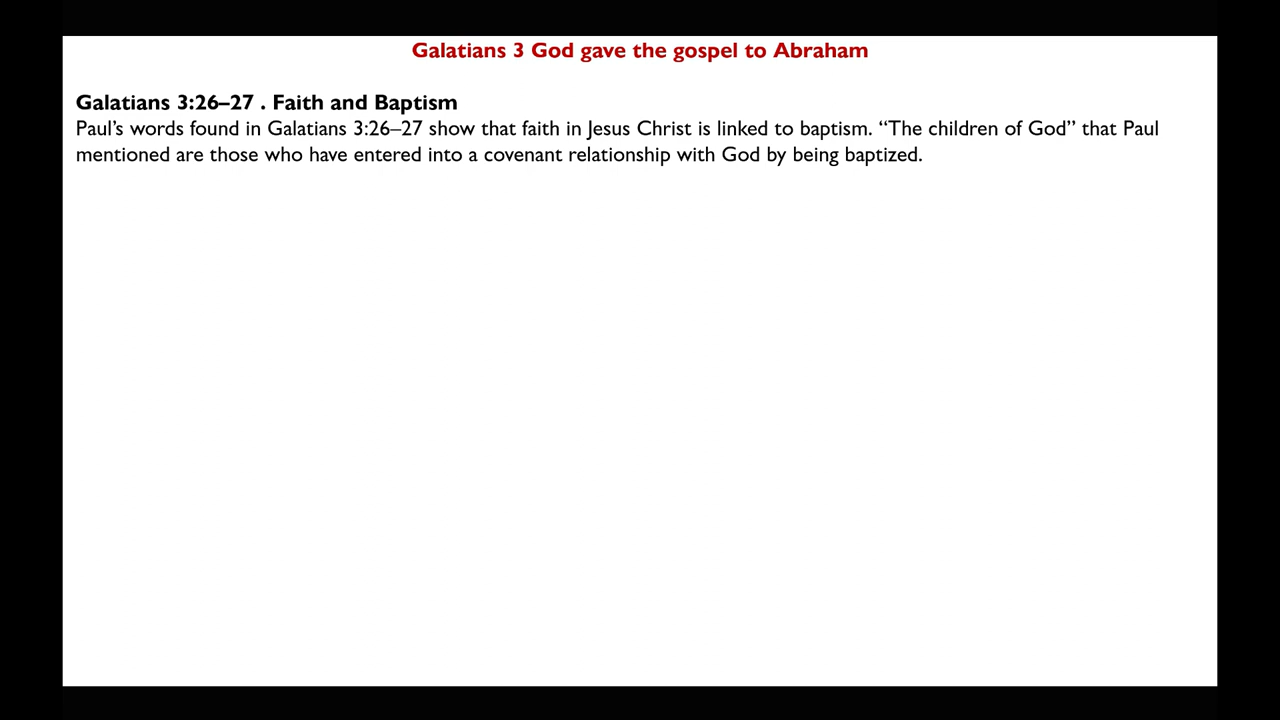 Galatians 3 God gave the gospel to Abraham
Galatians 3:26–27 . Faith and Baptism
Paul’s words found in Galatians 3:26–27 show that faith in Jesus Christ is linked to baptism. “The children of God” that Paul
mentioned are those who have entered into a covenant relationship with God by being baptized.